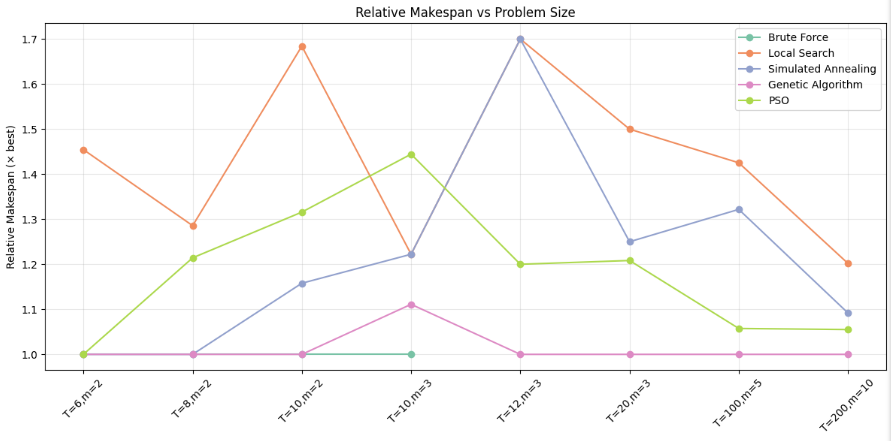 Relative Makespan vs Problem Size
Brute Force
Local Search
Simulated Annealing
Genetic Algorithm
PSO
Relative Makespan (× best)
1.7
1.6
1.5
1.4
1.3
1.2
1.1
1.0
T=6,m=2
T=8,m=2
T=10,m=2
T=10,m=3
T=12,m=3
T=20,m=3
T=100,m=5
T=200,m=10